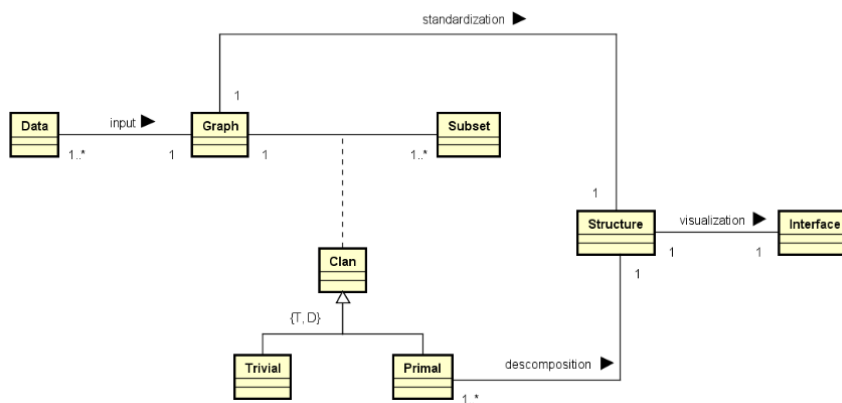 standardization ▶
1
Data
input ▶
Graph
Subset
1..*
1
1
1..*
1
Structure
visualization ▶
Interface
1
1
1
Clan
{T, D}
Trivial
Primal
descomposition ▶
1..*